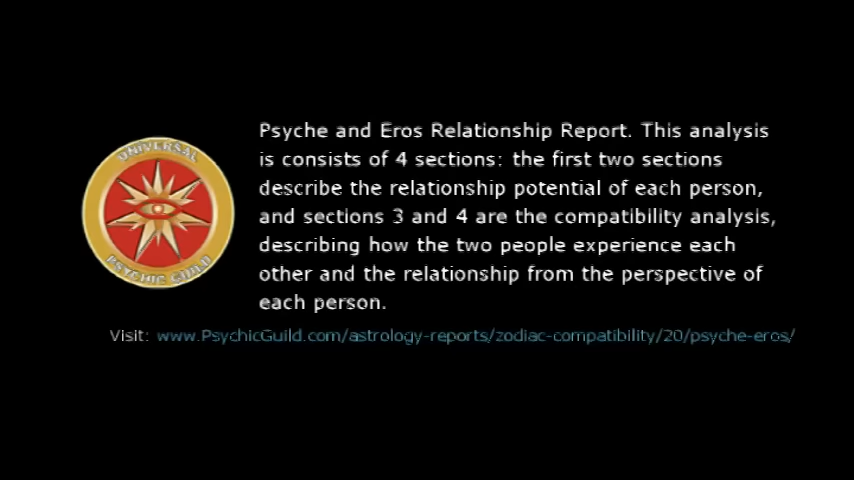 UNIVERSAL
PSYCHIC GUILD
Psyche and Eros Relationship Report. This analysis
is consists of 4 sections: the first two sections
describe the relationship potential of each person,
and sections 3 and 4 are the compatibility analysis,
describing how the two people experience each
other and the relationship from the perspective of
each person.
Visit: www.PsychicGuild.com/astrology-reports/zodiac-compatibility/20/psyche-eros/